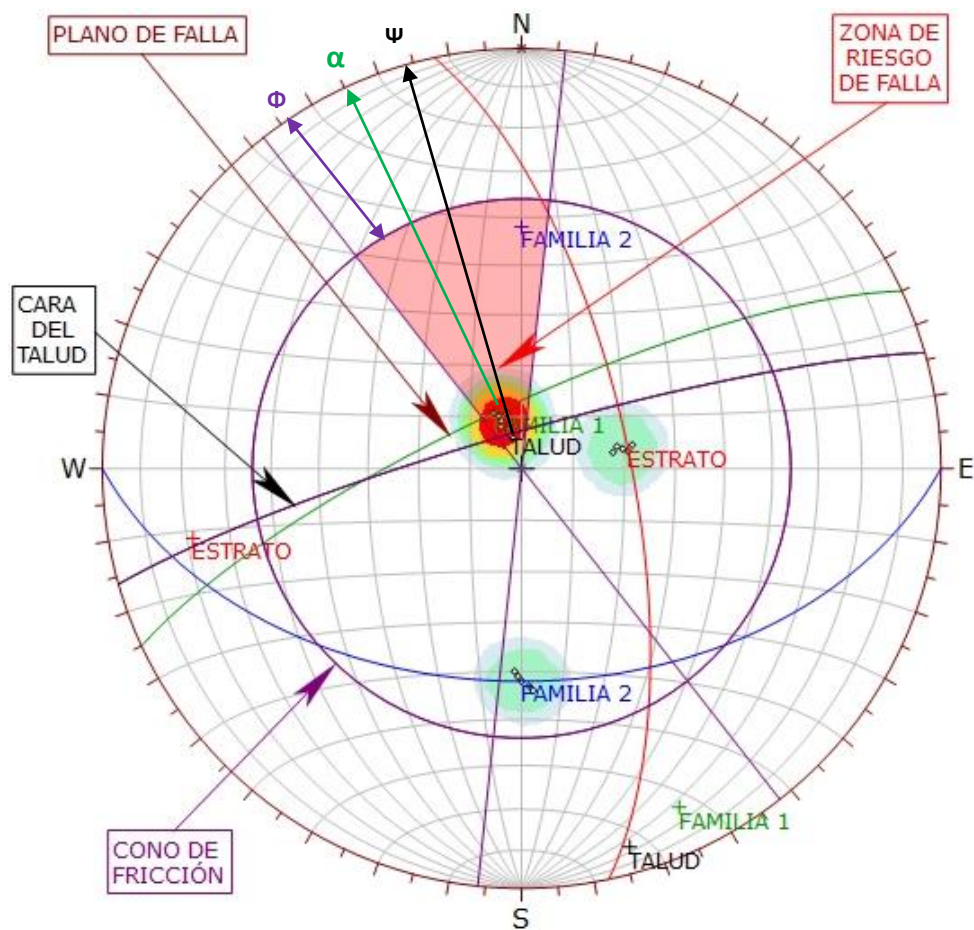 PLANO DE FALLA
Ψ
α
Φ
N
ZONA DE
RIESGO
DE FALLA
FAMILIA 2
CARA
DEL
TALUD
FAMILIA 1
TALUD
ESTRATO
W
E
ESTRATO
FAMILIA 2
FAMILIA 1
TALUD
CONO DE
FRICCIÓN
S